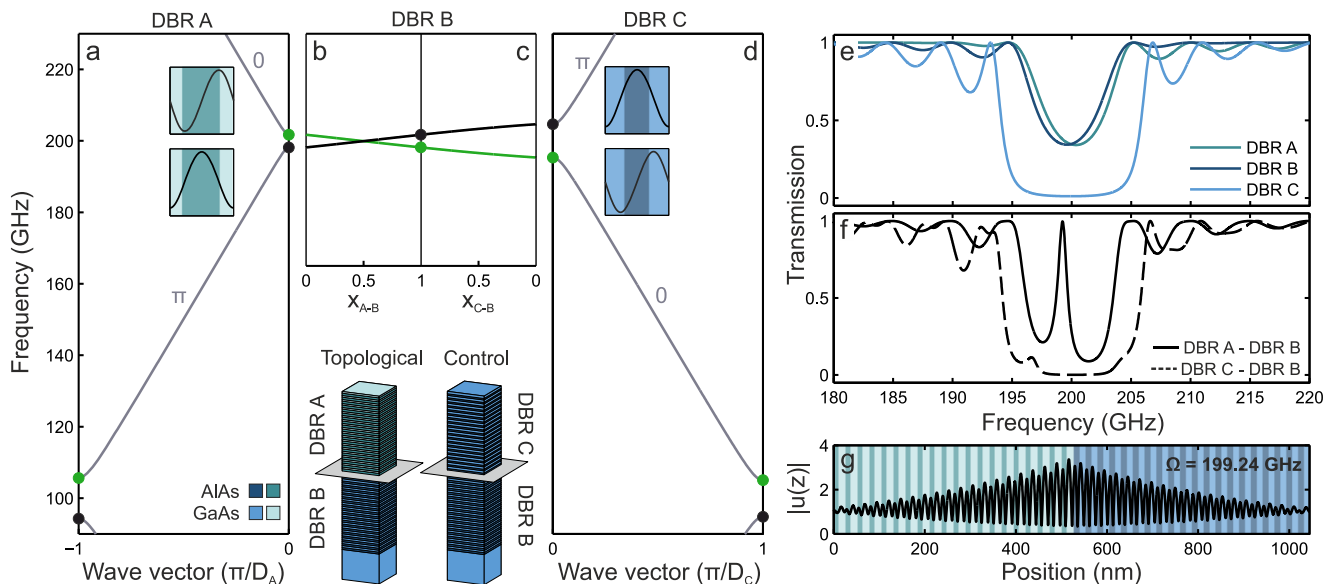 DBR A
DBR B
DBR C
a
b
c
d
0
π
π
0
Frequency (GHz)
220
200
180
160
140
120
100
−1
0
Wave vector (π/D_A)
0
0.5
1
0.5
0
x_A-B
x_C-B
AlAs
GaAs
Topological
Control
DBR A
DBR B
DBR C
DBR B
0
1
Wave vector (π/D_C)
e
1
0.5
0
DBR A
DBR B
DBR C
Transmission
f
1
0.5
0
DBR A - DBR B
DBR C - DBR B
180
185
190
195
200
205
210
215
220
Frequency (GHz)
g
Ω = 199.24 GHz
|u(z)|
4
2
0
0
200
400
600
800
1000
Position (nm)